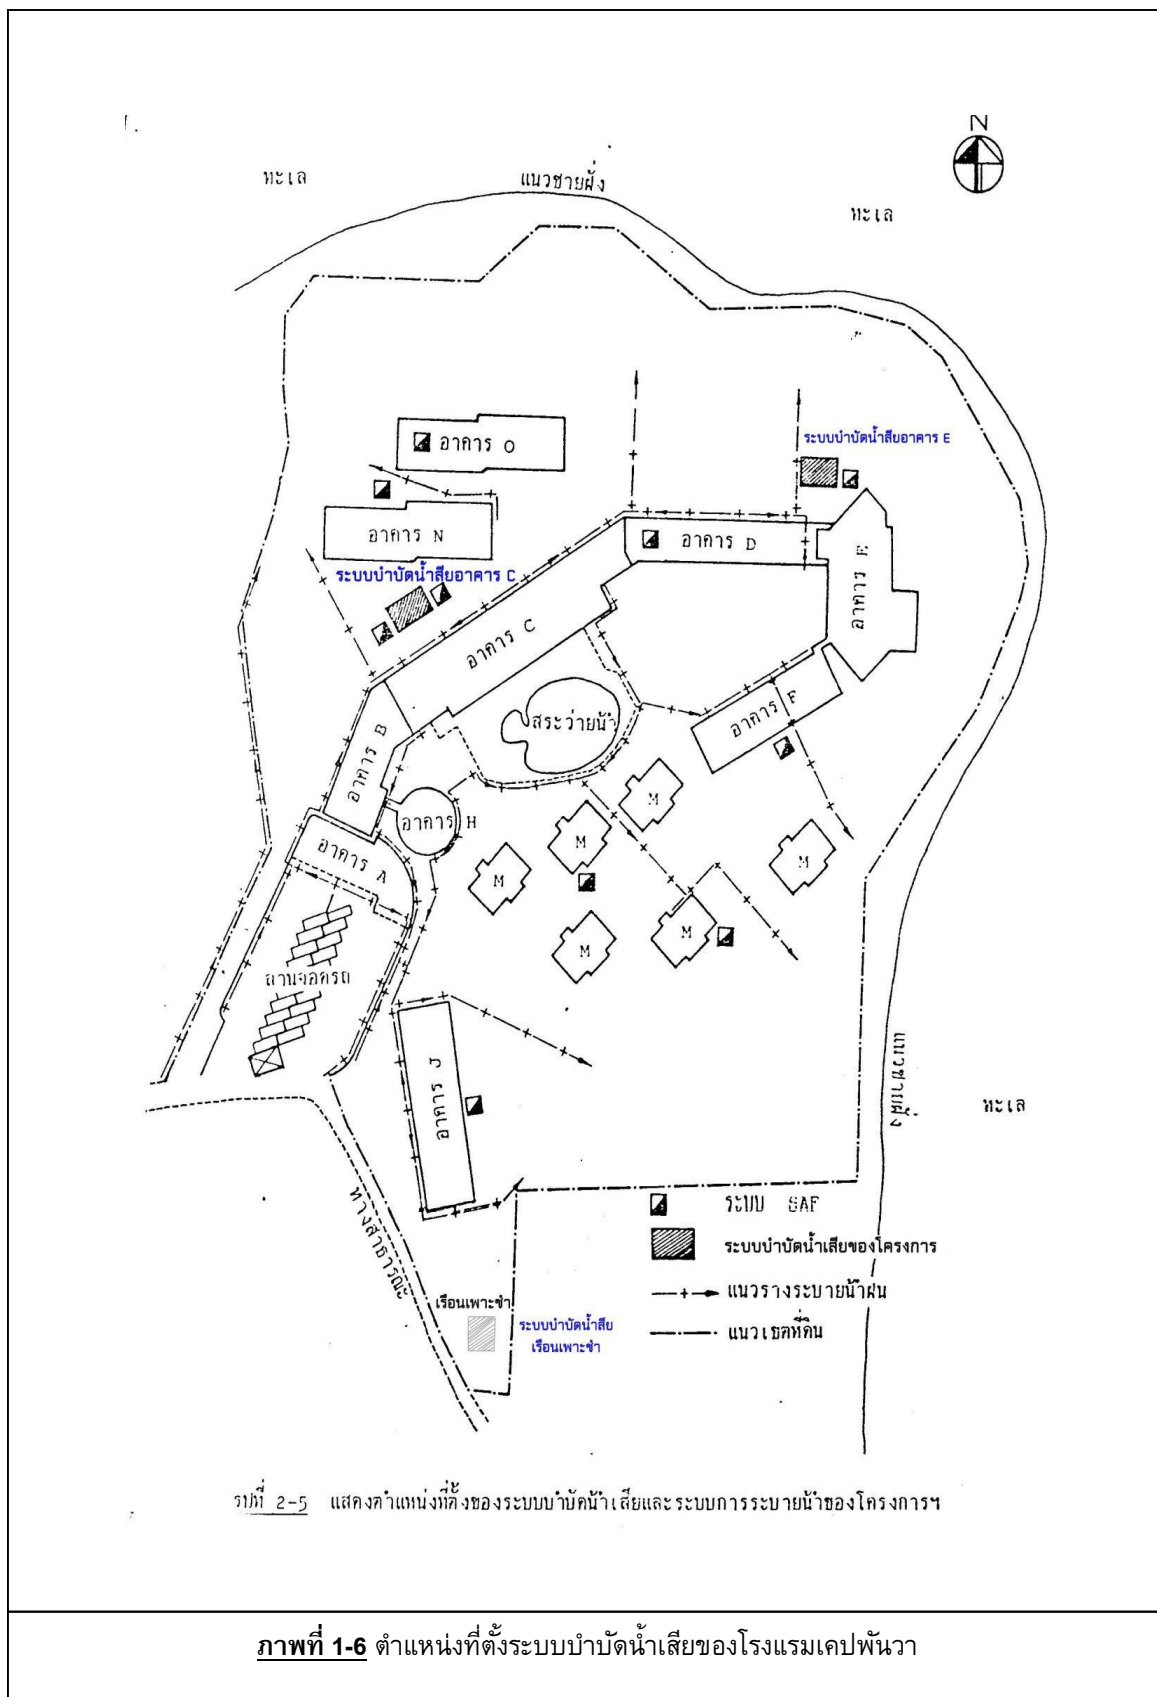 N
ทะเล
แนวชายฝั่ง
ทะเล
ระบบบำบัดน้ำสียอาคาร E
อาคาร O
อาคาร N
อาคาร D
อาคาร E
ระบบบำบัดน้ำสียอาคาร C
อาคาร C
อาคาร F
สระว่ายน้ำ
อาคาร B
อาคาร H
อาคาร A
M
M
M
M
M
M
ลานจอดรถ
อาคาร J
แนวชายฝั่ง
ทะเล
ทางสาธารณะ
ระบบ SAF
ระบบบำบัดน้ำเสียของโครงการ
แนวรางระบายน้ำฝน
แนวเขตที่ดิน
เรือนเพาะชำ
ระบบบำบัดน้ำสีย
เรือนเพาะชำ
รูปที่ 2-5 แสดงตำแหน่งที่ตั้งของระบบบำบัดน้ำเสียและระบบการระบายน้ำของโครงการฯ
ภาพที่ 1-6 ตำแหน่งที่ตั้งระบบบำบัดน้ำเสียของโรงแรมเคปพันวา